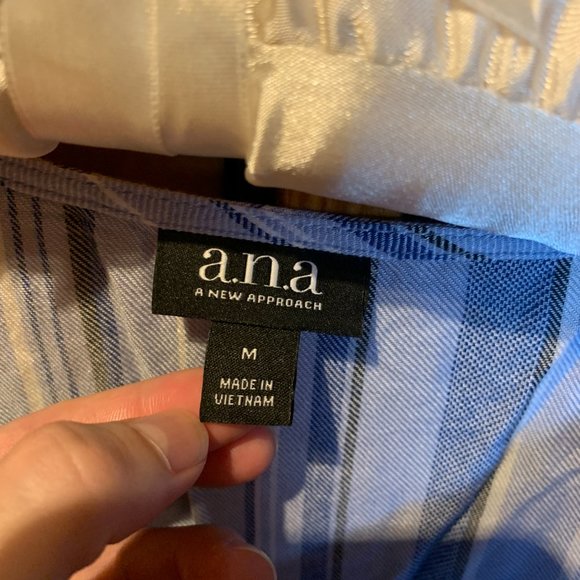 a.n.a
A NEW APPROACH
M
MADE IN
VIETNAM